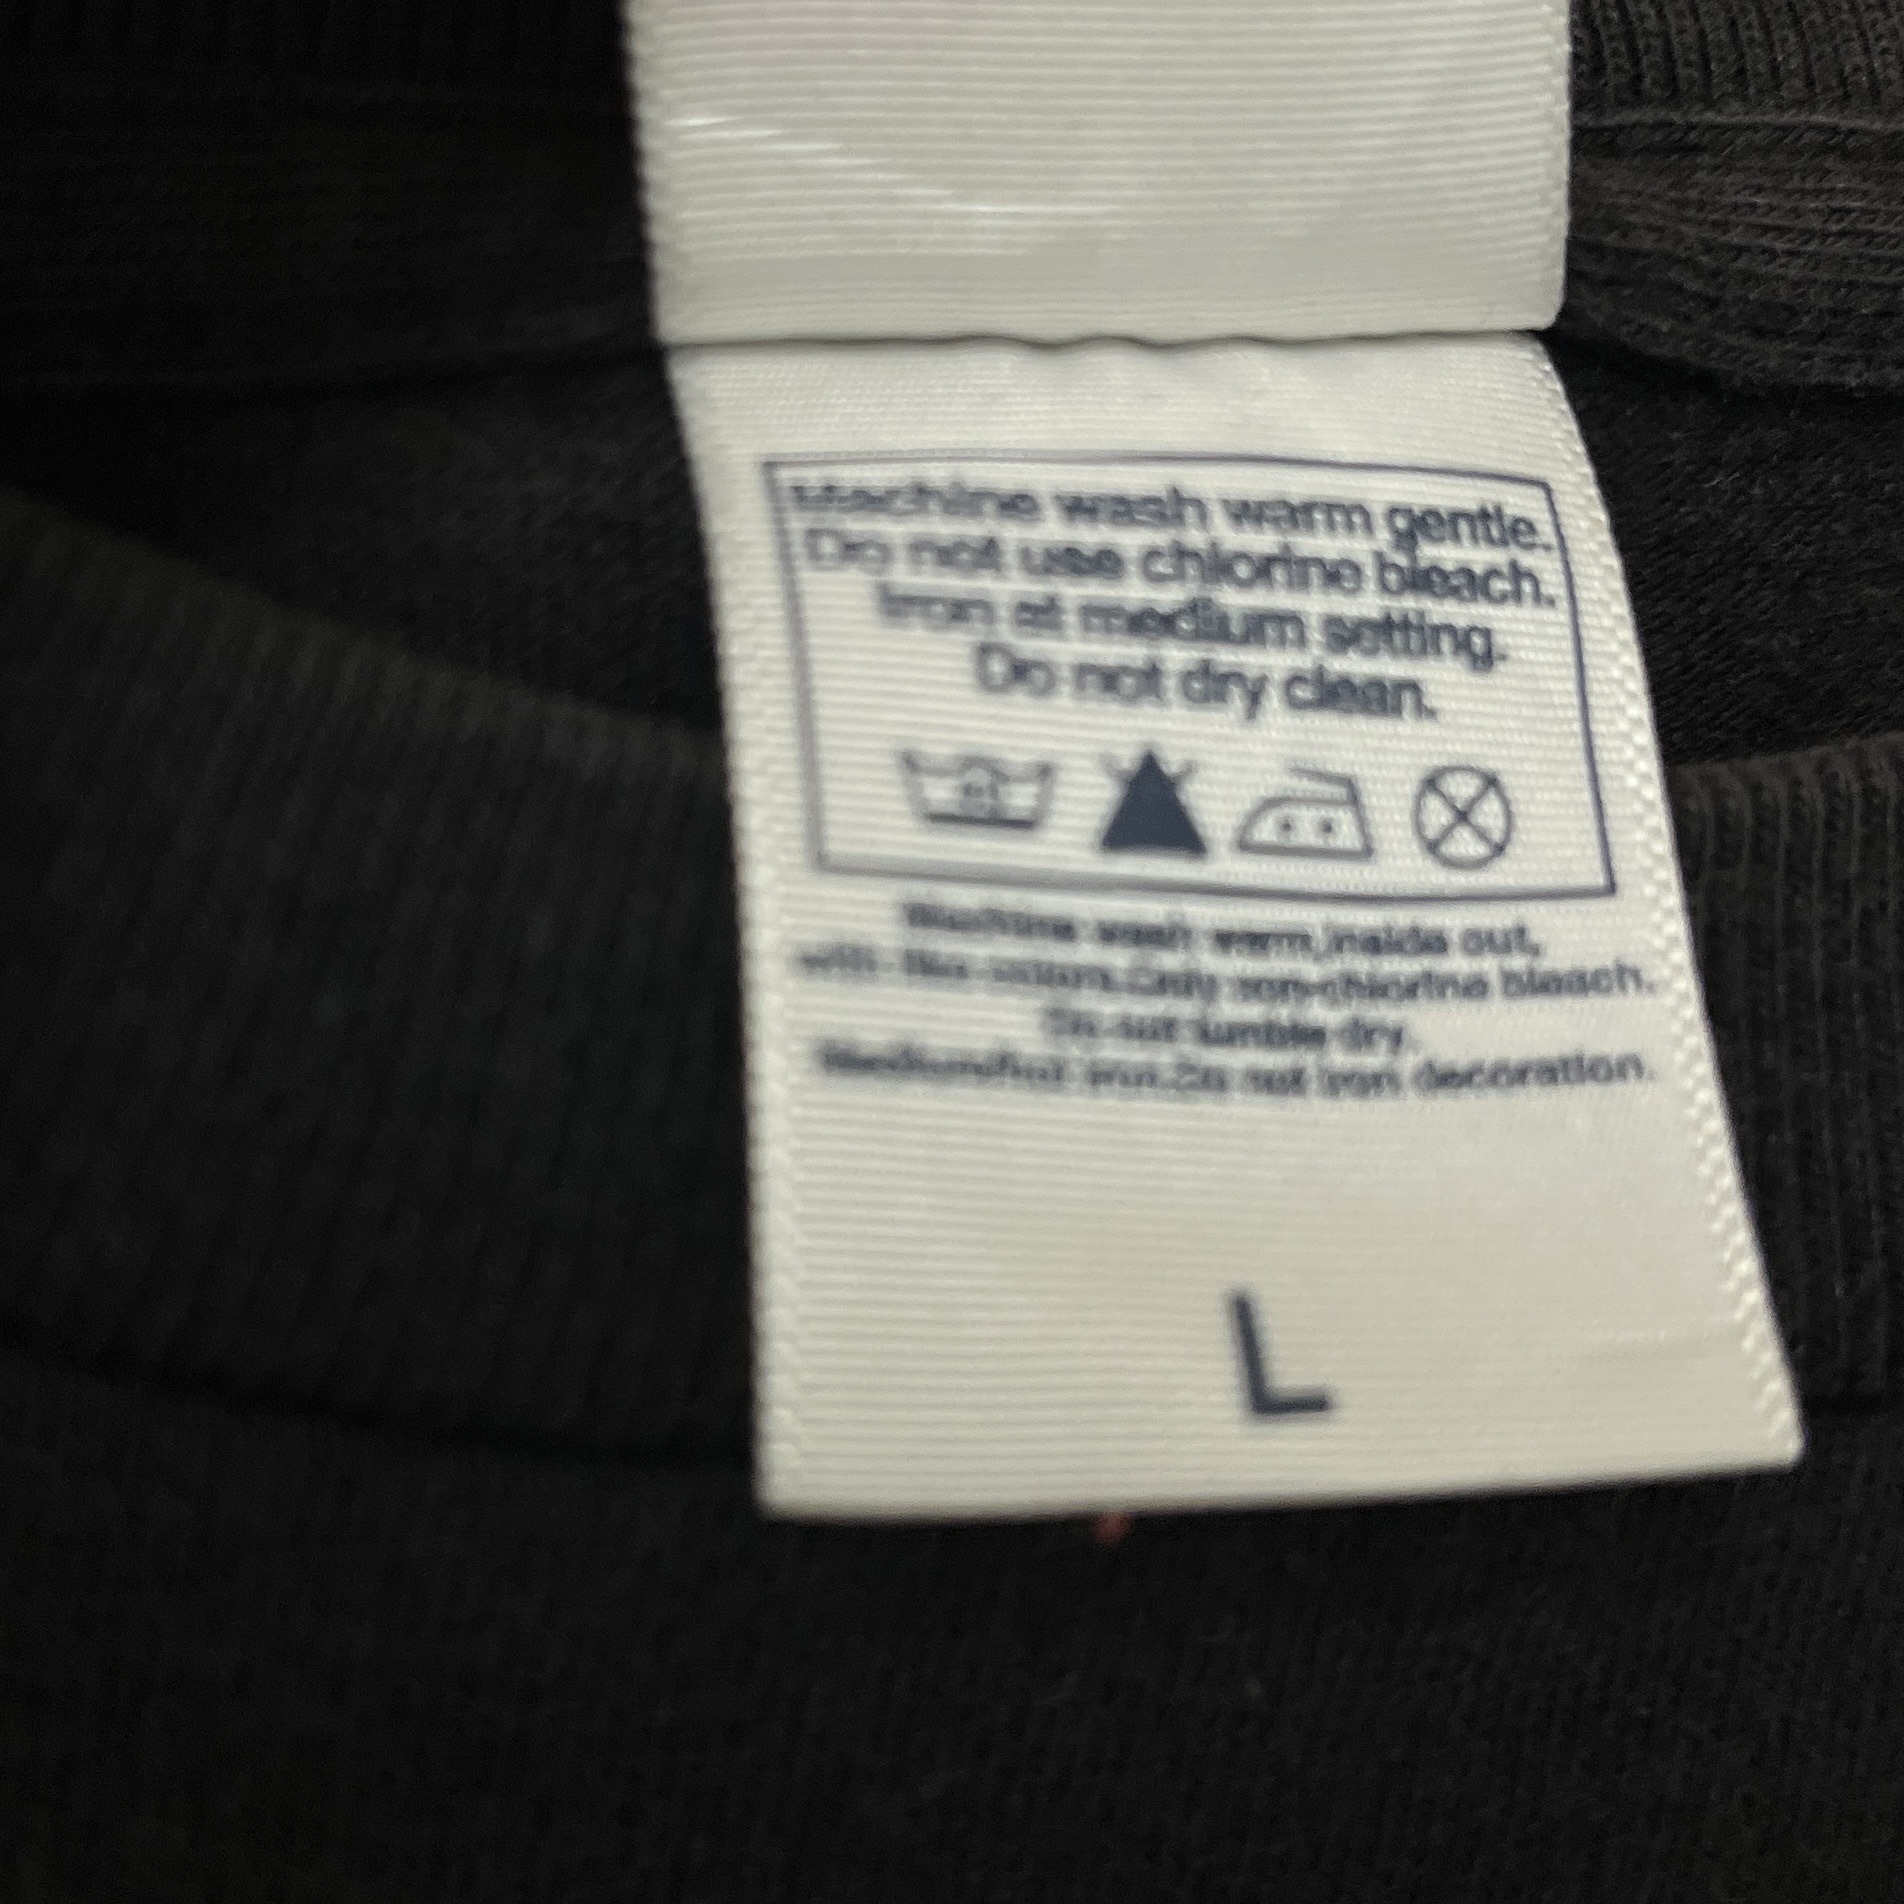 Machine wash warm gentle.
Do not use chlorine bleach.
Iron at medium setting.
Do not dry clean.
Machine wash warm,inside out,
with like colors.Only non-chlorine bleach.
Do not tumble dry.
Medium/hot iron.Do not iron decoration.
L